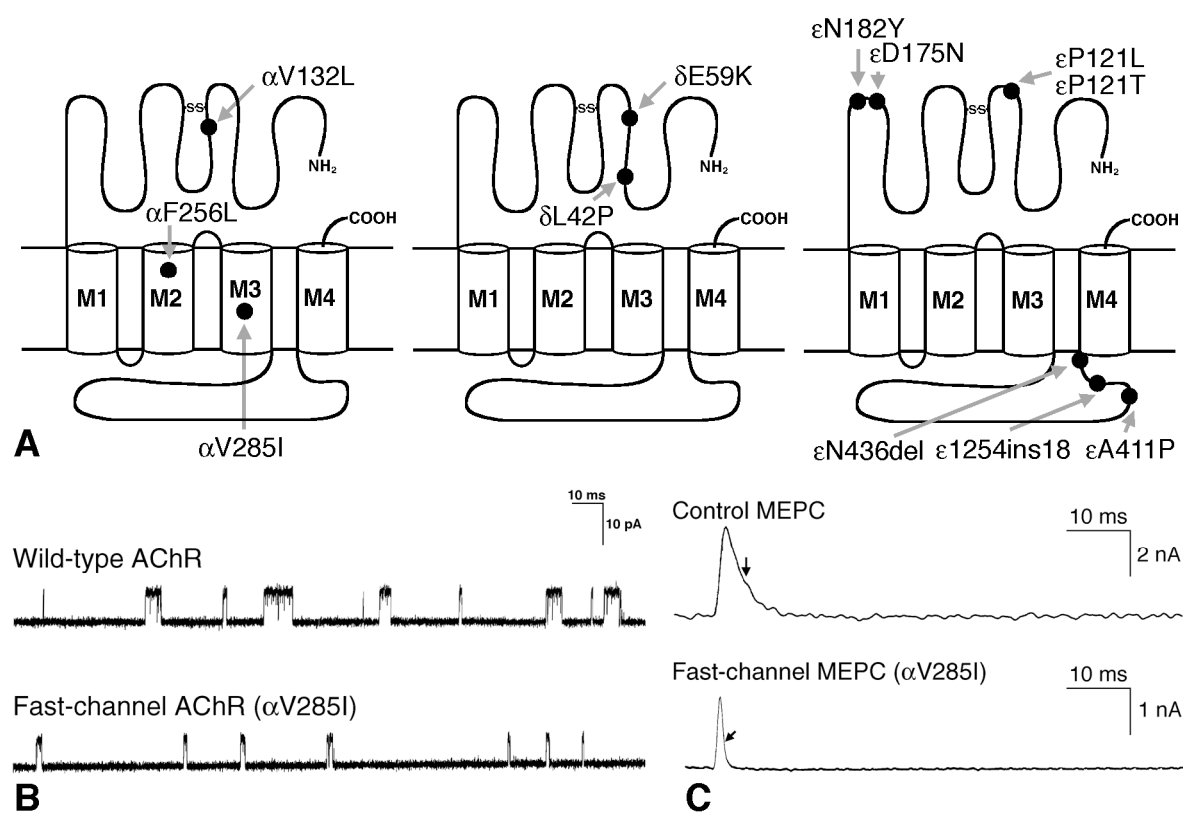 εN182Y
εD175N
αV132L
δE59K
εP121L
εP121T
ss
ss
ss
NH2
NH2
NH2
αF256L
δL42P
COOH
COOH
COOH
M1 M2 M3 M4
M1 M2 M3 M4
M1 M2 M3 M4
A
αV285I
εN436del ε1254ins18 εA411P
10 ms
10 pA
Wild-type AChR
Fast-channel AChR (αV285I)
B
Control MEPC
10 ms
2 nA
Fast-channel MEPC (αV285I)
10 ms
1 nA
C